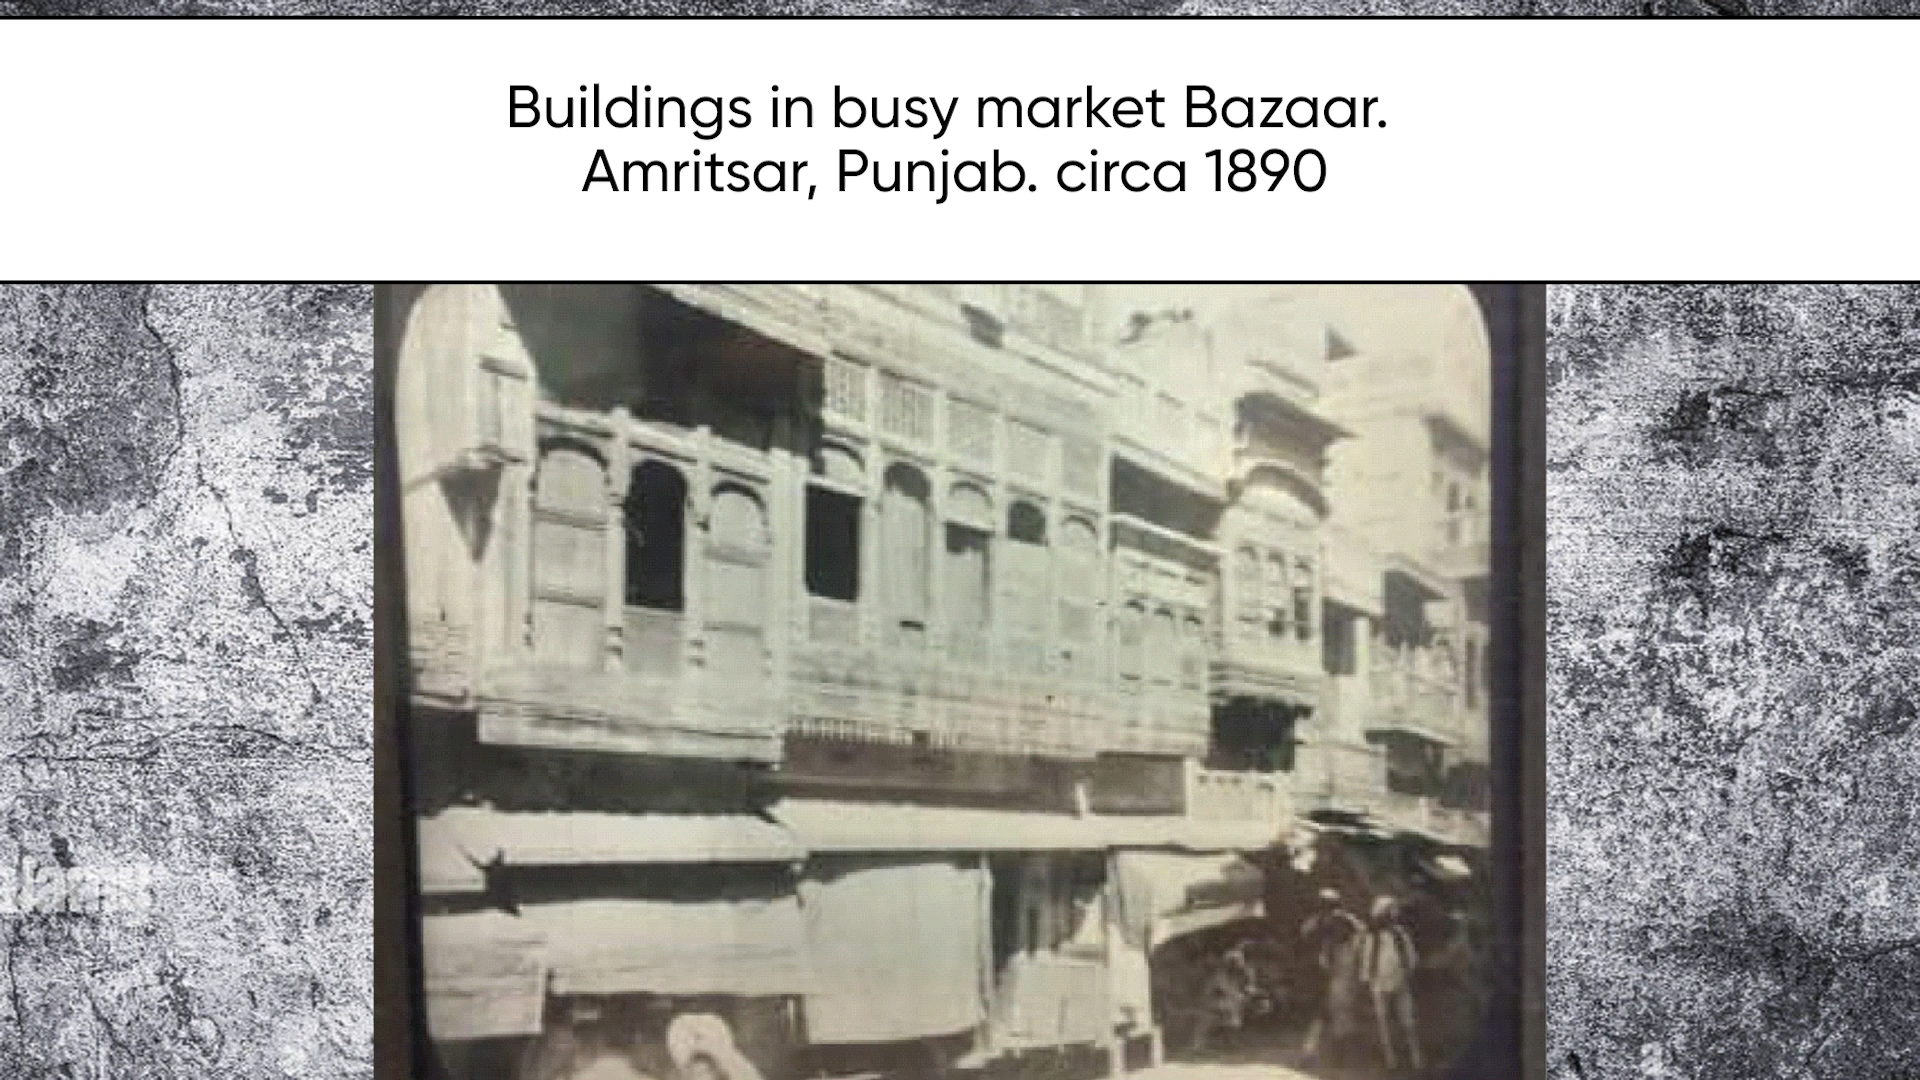 Buildings in busy market Bazaar.
Amritsar, Punjab. circa 1890